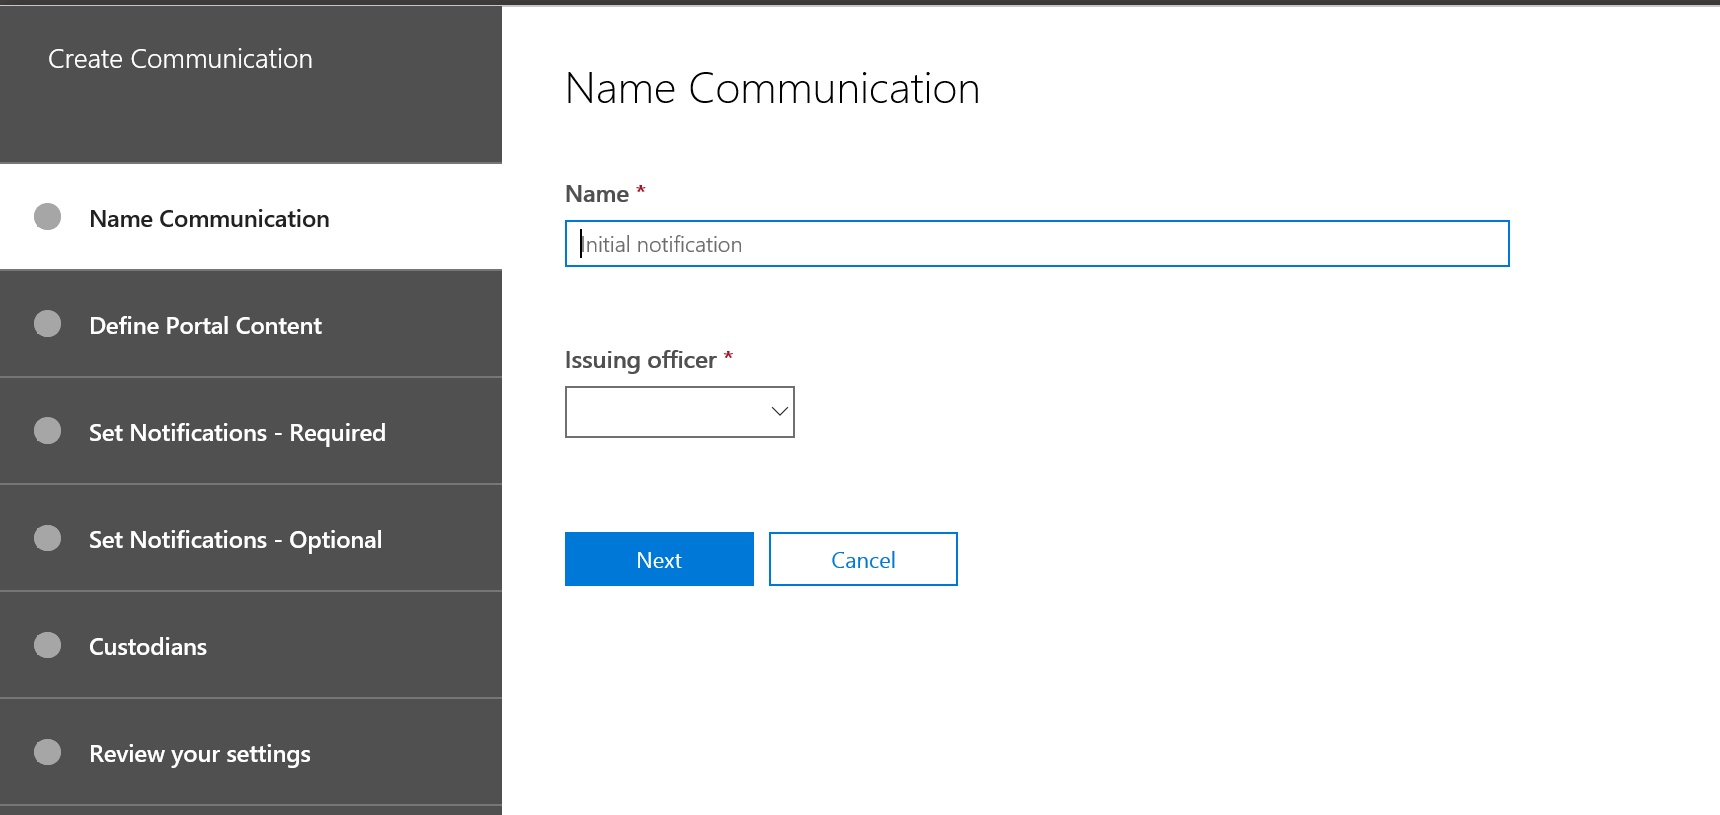 Create Communication
Name Communication
Define Portal Content
Set Notifications - Required
Set Notifications - Optional
Custodians
Review your settings
Name Communication
Name *
Initial notification
Issuing officer *
Next
Cancel